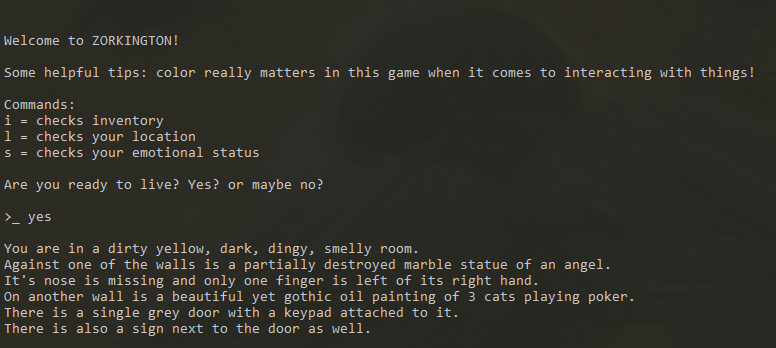 Welcome to ZORKINGTON!
Some helpful tips: color really matters in this game when it comes to interacting with things!
Commands:
i = checks inventory
l = checks your location
s = checks your emotional status
Are you ready to live? Yes? or maybe no?
>_ yes
You are in a dirty yellow, dark, dingy, smelly room.
Against one of the walls is a partially destroyed marble statue of an angel.
It's nose is missing and only one finger is left of its right hand.
On another wall is a beautiful yet gothic oil painting of 3 cats playing poker.
There is a single grey door with a keypad attached to it.
There is also a sign next to the door as well.